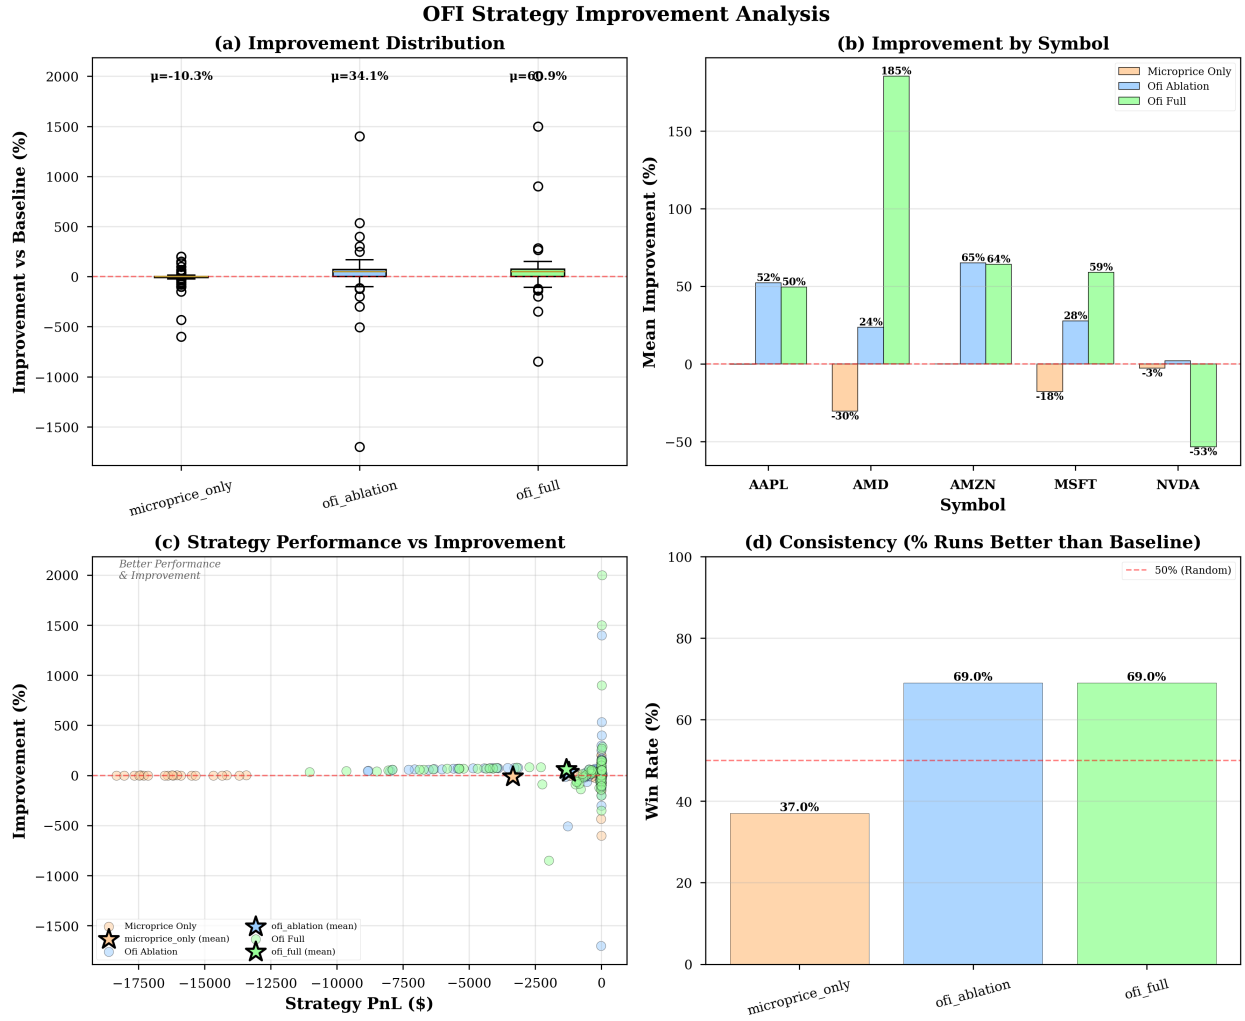 OFI Strategy Improvement Analysis
(a) Improvement Distribution
μ=-10.3%
μ=34.1%
μ=60.9%
2000
1500
1000
500
0
−500
−1000
−1500
Improvement vs Baseline (%)
microprice_only
ofi_ablation
ofi_full
(b) Improvement by Symbol
Microprice Only
Ofi Ablation
Ofi Full
150
100
50
0
−50
Mean Improvement (%)
52%
50%
-30%
24%
185%
65%
64%
-18%
28%
59%
-3%
-53%
AAPL
AMD
AMZN
MSFT
NVDA
Symbol
(c) Strategy Performance vs Improvement
Better Performance
& Improvement
2000
1500
1000
500
0
−500
−1000
−1500
Improvement (%)
Microprice Only
microprice_only (mean)
Ofi Ablation
ofi_ablation (mean)
Ofi Full
ofi_full (mean)
−17500
−15000
−12500
−10000
−7500
−5000
−2500
0
Strategy PnL ($)
(d) Consistency (% Runs Better than Baseline)
50% (Random)
100
80
60
40
20
0
Win Rate (%)
37.0%
69.0%
69.0%
microprice_only
ofi_ablation
ofi_full